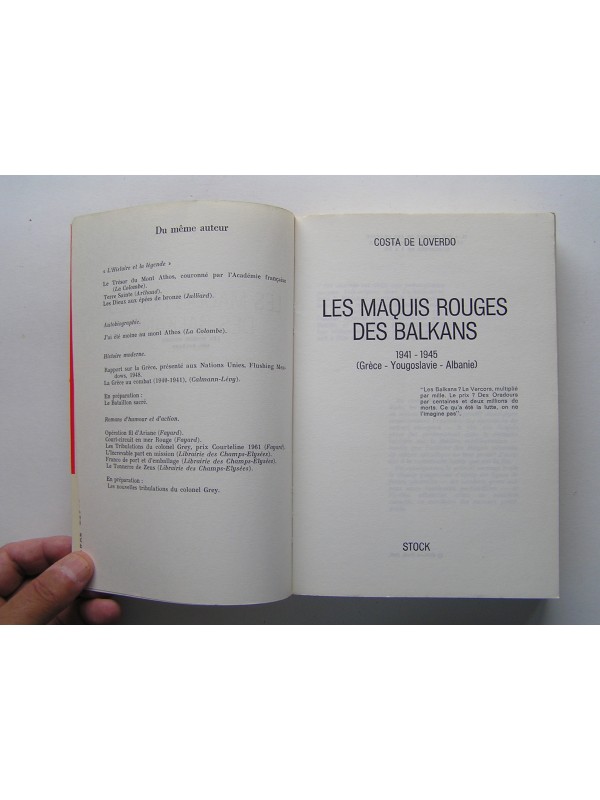 Du même auteur
« L'Histoire et la légende »
Le Trésor du Mont Athos, couronné par l'Académie française
(La Colombe).
Terre Sainte (Arthaud).
Les Dieux aux épées de bronze (Julliard).
Autobiographie.
J'ai été moine au mont Athos (La Colombe).
Histoire moderne.
Rapport sur la Grèce, présenté aux Nations Unies, Flushing Mea-
dows, 1948.
La Grèce au combat (1940-1941), (Calmann-Lévy).
En préparation :
Le Bataillon sacré.
Romans d'humour et d'action.
Opération fil d'Ariane (Fayard).
Court-circuit en mer Rouge (Fayard).
Les Tribulations du colonel Grey, prix Courteline 1961 (Fayard).
L'Increvable part en mission (Librairie des Champs-Elysées).
Franco de port et d'emballage (Librairie des Champs-Elysées).
Le Tonnerre de Zeus (Librairie des Champs-Elysées).
En préparation :
Les nouvelles tribulations du colonel Grey.
COSTA DE LOVERDO
LES MAQUIS ROUGES
DES BALKANS
1941 - 1945
(Grèce - Yougoslavie - Albanie)
"Les Balkans ? Le Vercors, multiplié
par mille. Le prix ? Des Oradours
par centaines et deux millions de
morts. Ce qu'a été la lutte, on ne
l'imagine pas".
STOCK